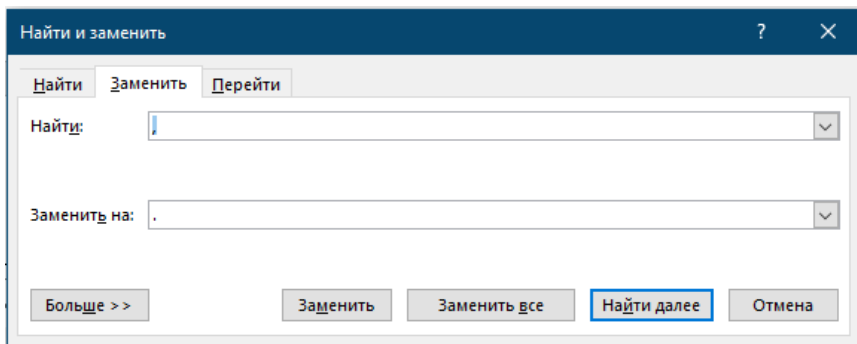 Найти и заменить ?
Найти Заменить Перейти
Найти: ,
Заменить на: .
Больше >> Заменить Заменить все Найти далее Отмена